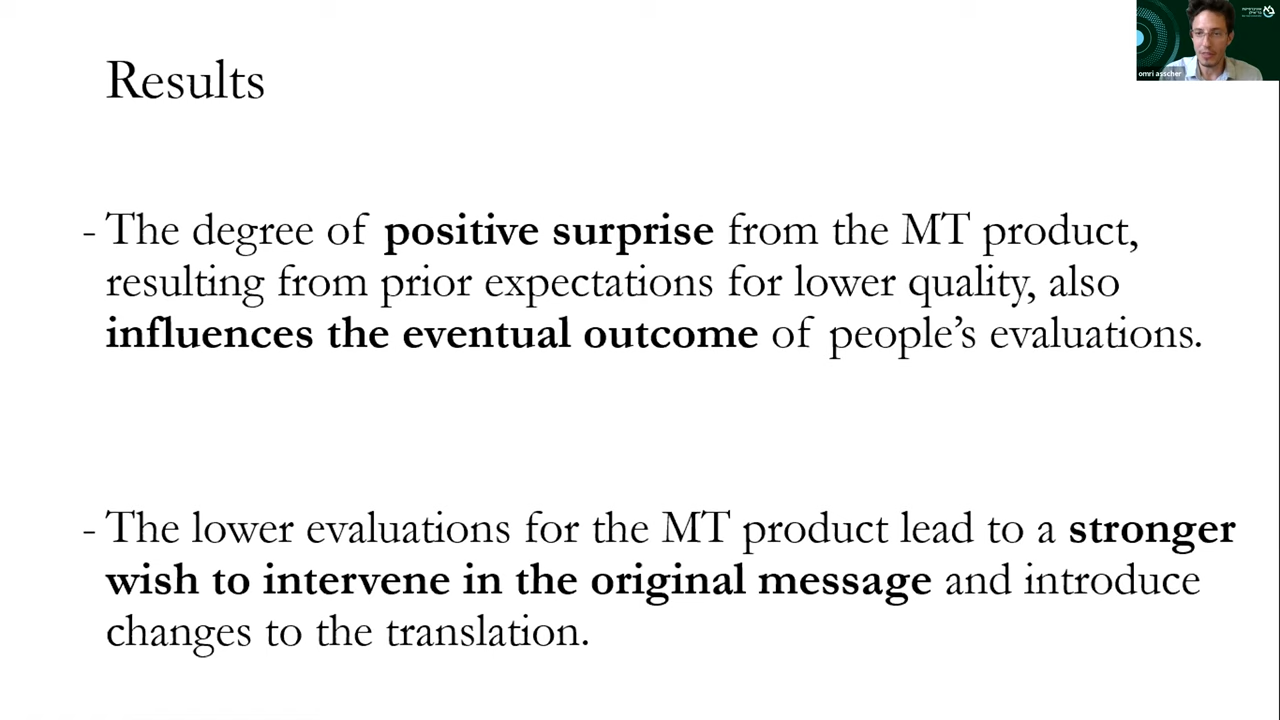 omri asscher
Results
- The degree of positive surprise from the MT product,
resulting from prior expectations for lower quality, also
influences the eventual outcome of people’s evaluations.
- The lower evaluations for the MT product lead to a stronger
wish to intervene in the original message and introduce
changes to the translation.